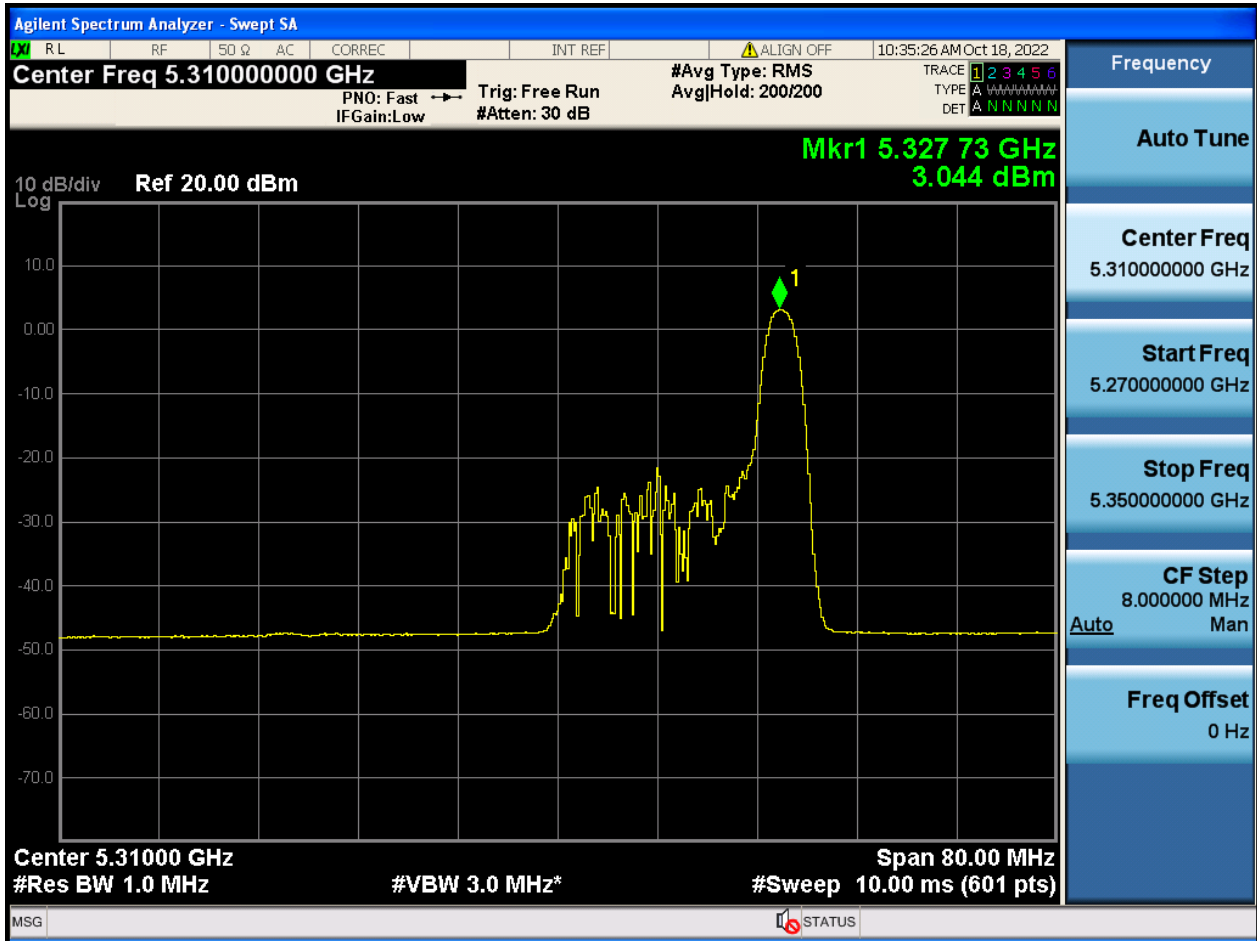 Agilent Spectrum Analyzer - Swept SA
LXI RL RF 50 Ω AC CORREC INT REF ALIGN OFF 10:35:26 AM Oct 18, 2022
Center Freq 5.310000000 GHz
PNO: Fast
IFGain:Low
Trig: Free Run
#Atten: 30 dB
#Avg Type: RMS
Avg|Hold: 200/200
TRACE 1 2 3 4 5 6
TYPE A WWWWW
DET A N N N N N
Mkr1 5.327 73 GHz
3.044 dBm
10 dB/div Ref 20.00 dBm
Log
10.0
0.00
-10.0
-20.0
-30.0
-40.0
-50.0
-60.0
-70.0
1
Center 5.31000 GHz
Span 80.00 MHz
#Res BW 1.0 MHz
#VBW 3.0 MHz*
#Sweep 10.00 ms (601 pts)
MSG
STATUS
Frequency
Auto Tune
Center Freq
5.310000000 GHz
Start Freq
5.270000000 GHz
Stop Freq
5.350000000 GHz
CF Step
8.000000 MHz
Auto Man
Freq Offset
0 Hz